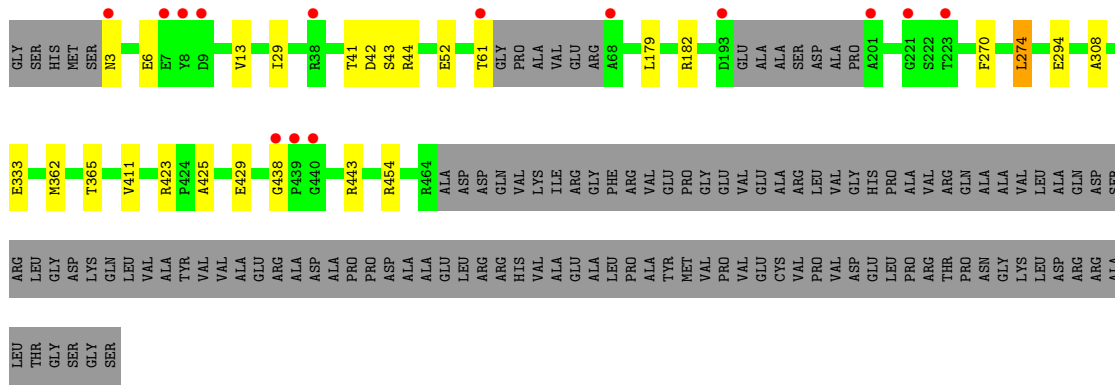 GLY SER HIS MET SER N3 E6 E7 Y8 D9 V13 I29 R38 T41 D42 S43 R44 E52 T61 GLY PRO ALA VAL GLU ARG A68 L179 R182 D193 GLU ALA ALA SER ASP ALA PRO A201 G221 S222 T223 F270 L274 E294 A308
E333 M362 T365 V411 R423 P424 A425 E429 G438 P439 G440 R443 R454 R464 ALA ASP ASP GLN VAL LYS ILE ARG GLY PHE ARG VAL GLU PRO GLY GLU VAL GLU ALA ARG LEU VAL GLY HIS PRO ALA VAL ARG GLN ALA ALA VAL LEU ALA GLN ASP SER
ARG LEU GLY ASP LYS GLN LEU VAL ALA TYR VAL VAL ALA GLU ARG ALA ASP ALA PRO PRO ASP ALA ALA GLU LEU ARG ARG HIS VAL ALA GLU ALA LEU PRO ALA TYR MET VAL PRO VAL GLU CYS VAL PRO VAL ASP GLU LEU PRO ARG THR PRO ASN GLY LYS LEU ASP ARG ARG ALA
LEU THR GLY SER GLY SER